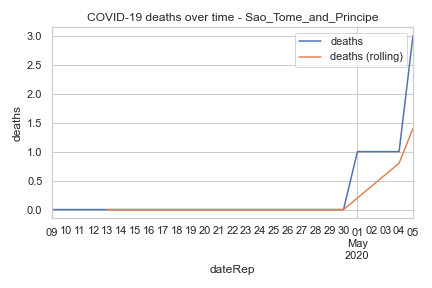 COVID-19 deaths over time - Sao_Tome_and_Principe
deaths
deaths (rolling)
deaths
3.0
2.5
2.0
1.5
1.0
0.5
0.0
09 10 11 12 13 14 15 16 17 18 19 20 21 22 23 24 25 26 27 28 29 30 01 02 03 04 05
May
2020
dateRep